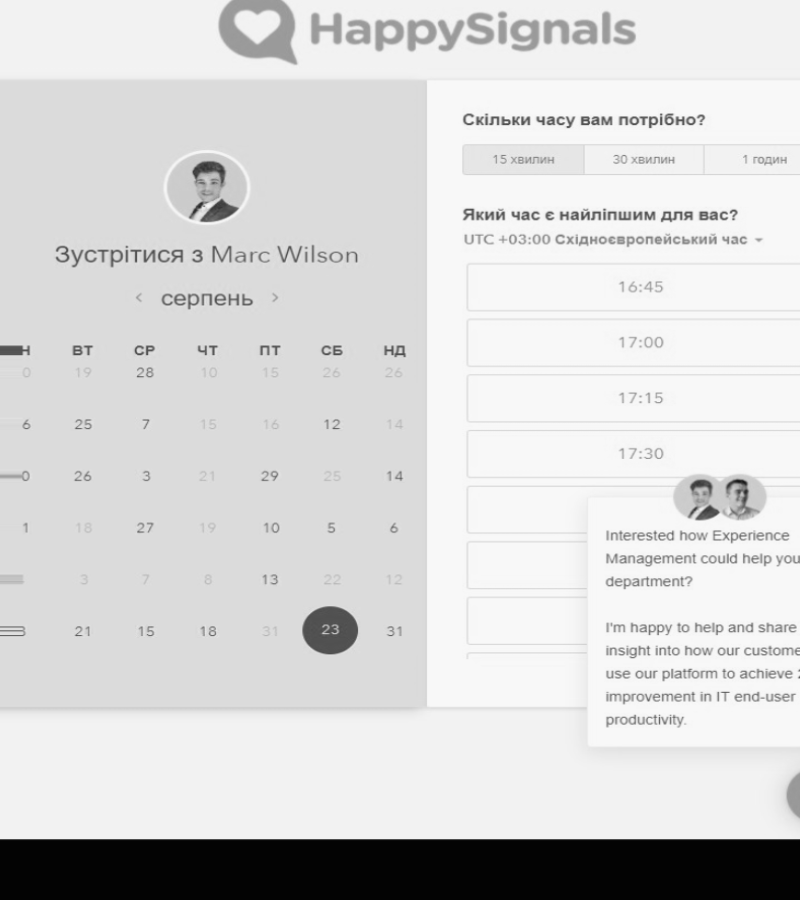 HappySignals
Зустрітися з Marc Wilson
серпень
ВТ СР ЧТ ПТ СБ НД
0 19 28 10 15 26 26
6 25 7 15 16 12 14
0 26 3 21 29 25 14
1 18 27 19 10 5 6
3 7 8 13 22 12
21 15 18 31 23 31
Скільки часу вам потрібно?
15 хвилин 30 хвилин 1 годин
Який час є найліпшим для вас?
UTC +03:00 Східноєвропейський час
16:45
17:00
17:15
17:30
Interested how Experience
Management could help you
department?
I'm happy to help and share
insight into how our custome
use our platform to achieve
improvement in IT end-user
productivity.